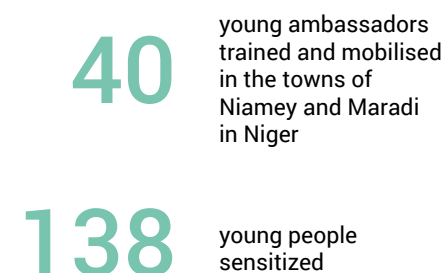 40
young ambassadors
trained and mobilised
in the towns of
Niamey and Maradi
in Niger
138
young people
sensitized